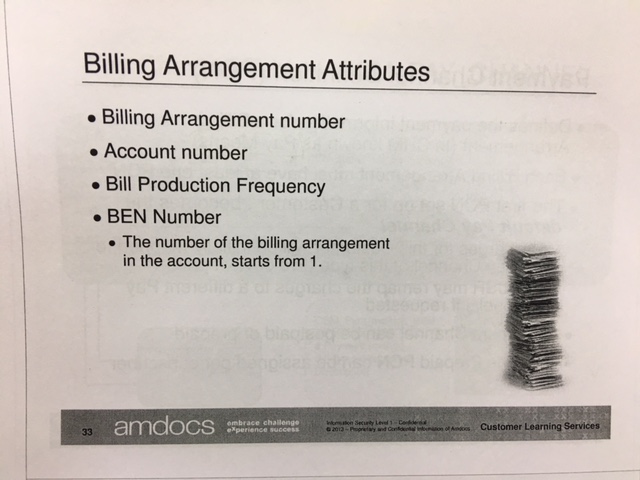 Billing Arrangement Attributes
• Billing Arrangement number
• Account number
• Bill Production Frequency
• BEN Number
• The number of the billing arrangement
in the account, starts from 1.
33
amdocs
embrace challenge
experience success
Information Security Level 1 – Confidential
© 2012 – Proprietary and Confidential Information of Amdocs
Customer Learning Services